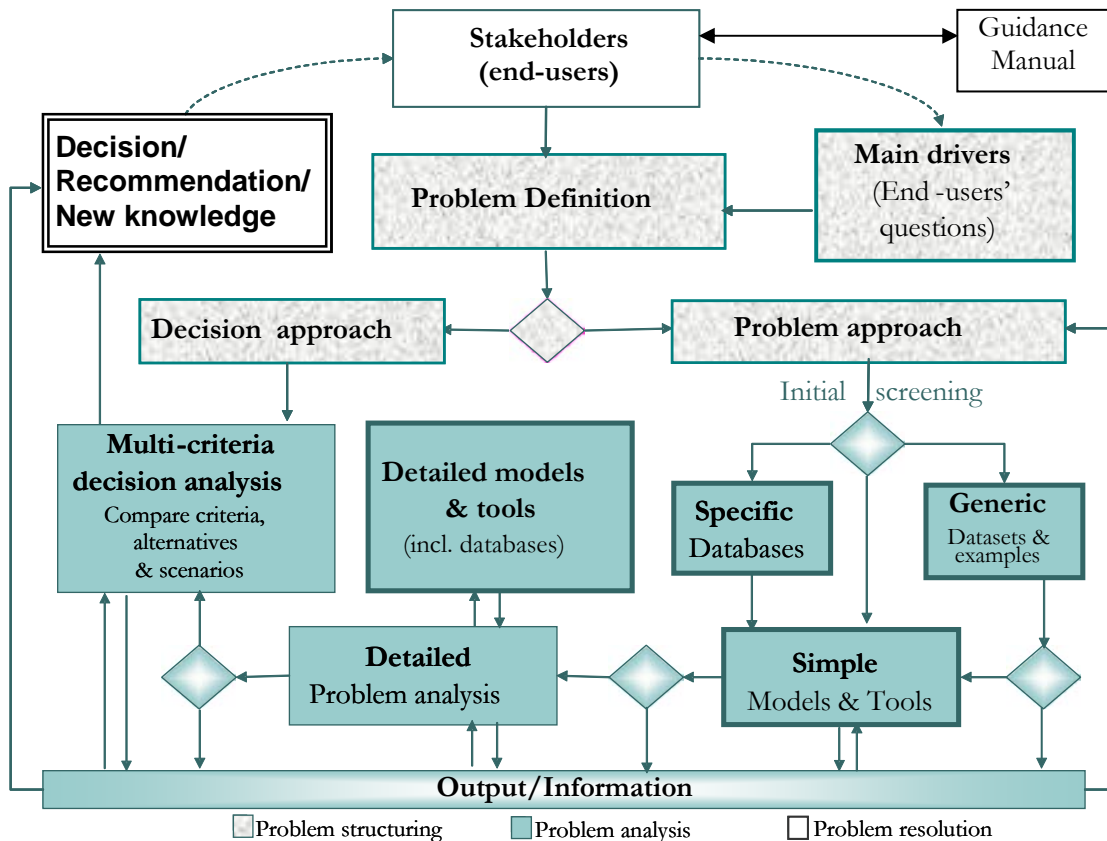 Stakeholders
(end-users)
Guidance
Manual
Decision/
Recommendation/
New knowledge
Problem Definition
Main drivers
(End -users’
questions)
Decision  approach
Problem approach
Initial  screening
Multi-criteria
decision analysis
Compare criteria,
alternatives
& scenarios
Detailed models
& tools
(incl. databases)
Specific
Databases
Generic
Datasets &
examples
Detailed
Problem analysis
Simple
Models & Tools
Output/Information
Problem structuring
Problem analysis
Problem resolution